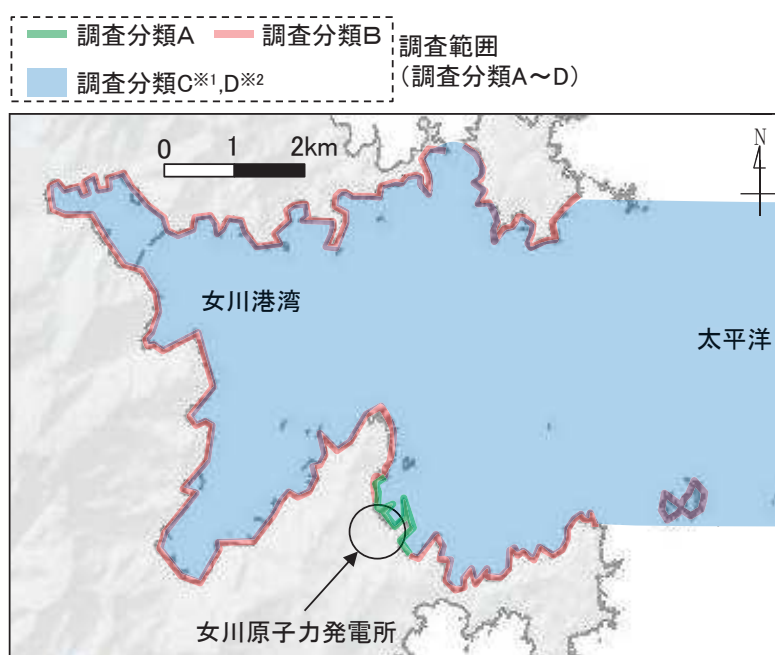 調査分類A 調査分類B
調査分類C※1,D※2
調査範囲
(調査分類A~D)
0 1 2km
N
女川港湾
太平洋
女川原子力発電所